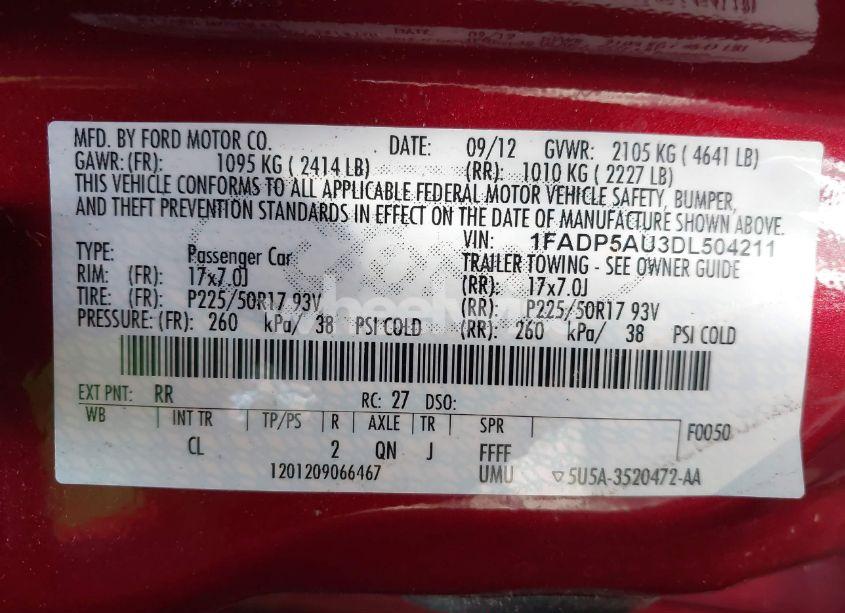 MFD. BY FORD MOTOR CO. DATE: 09/12 GVWR: 2105 KG ( 4641 LB)
GAWR: (FR): 1095 KG ( 2414 LB) (RR): 1010 KG ( 2227 LB)
THIS VEHICLE CONFORMS TO ALL APPLICABLE FEDERAL MOTOR VEHICLE SAFETY, BUMPER,
AND THEFT PREVENTION STANDARDS IN EFFECT ON THE DATE OF MANUFACTURE SHOWN ABOVE.
VIN: 1FADP5AU3DL504211
TYPE: Passenger Car TRAILER TOWING - SEE OWNER GUIDE
RIM: (FR): 17x7.0J (RR): 17x7.0J
TIRE: (FR): P225/50R17 93V (RR): P225/50R17 93V
PRESSURE: (FR): 260 kPa/ 38 PSI COLD (RR): 260 kPa/ 38 PSI COLD
EXT PNT: RR RC: 27 DSO:
WB INT TR TP/PS R AXLE TR SPR F0050
CL 2 QN J FFFF
1201209066467 UMU ▽5U5A-3520472-AA